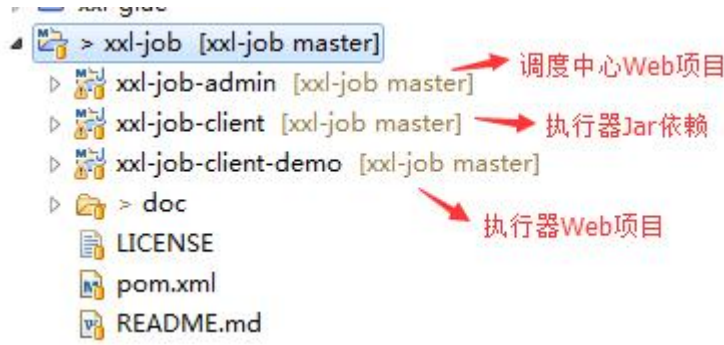 > xxl-job [xxl-job master]
xxl-job-admin [xxl-job master]
调度中心Web项目
xxl-job-client [xxl-job master]
执行器Jar依赖
xxl-job-client-demo [xxl-job master]
> doc
执行器Web项目
LICENSE
pom.xml
README.md